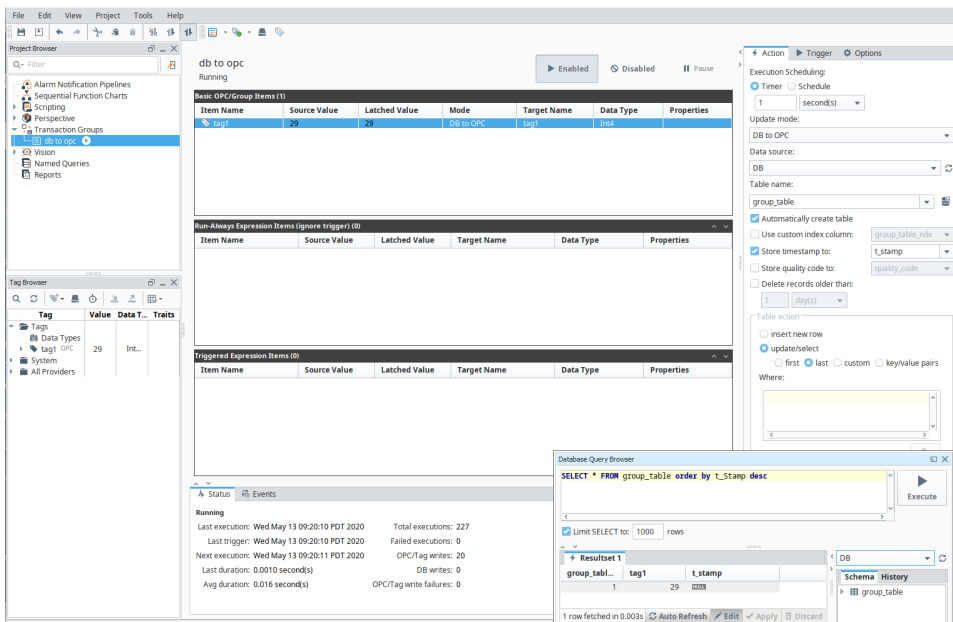 File Edit View Project Tools Help
Project Browser
Filter
Alarm Notification Pipelines
Sequential Function Charts
Scripting
Perspective
Transaction Groups
db to opc
Vision
Named Queries
Reports
Tag Browser
Tag Value Data T... Traits
Tags
Data Types
tag1 OPC 29 Int...
System
All Providers
db to opc
Running
Enabled Disabled Pause
Basic OPC/Group Items (1)
Item Name Source Value Latched Value Mode Target Name Data Type Properties
tag1 29 29 DB to OPC tag1 Int4
Run-Always Expression Items (ignore trigger) (0)
Item Name Source Value Latched Value Target Name Data Type Properties
Triggered Expression Items (0)
Item Name Source Value Latched Value Target Name Data Type Properties
Status Events
Running
Last execution: Wed May 13 09:20:10 PDT 2020 Total executions: 227
Last trigger: Wed May 13 09:20:10 PDT 2020 Failed executions: 0
Next execution: Wed May 13 09:20:11 PDT 2020 OPC/Tag writes: 20
Last duration: 0.0010 second(s) DB writes: 0
Avg duration: 0.016 second(s) OPC/Tag write failures: 0
Action Trigger Options
Execution Scheduling:
Timer Schedule
1 second(s)
Update mode:
DB to OPC
Data source:
DB
Table name:
group_table
Automatically create table
Use custom index column: group_table_ndx
Store timestamp to: t_stamp
Store quality code to: quality_code
Delete records older than:
1 day(s)
Table action
insert new row
update/select
first last custom key/value pairs
Where:
Database Query Browser
SELECT * FROM group_table order by t_Stamp desc
Execute
Limit SELECT to: 1000 rows
Resultset 1
group_tabl... tag1 t_stamp
1 29 NULL
1 row fetched in 0.003s Auto Refresh Edit Apply Discard
DB
Schema History
group_table